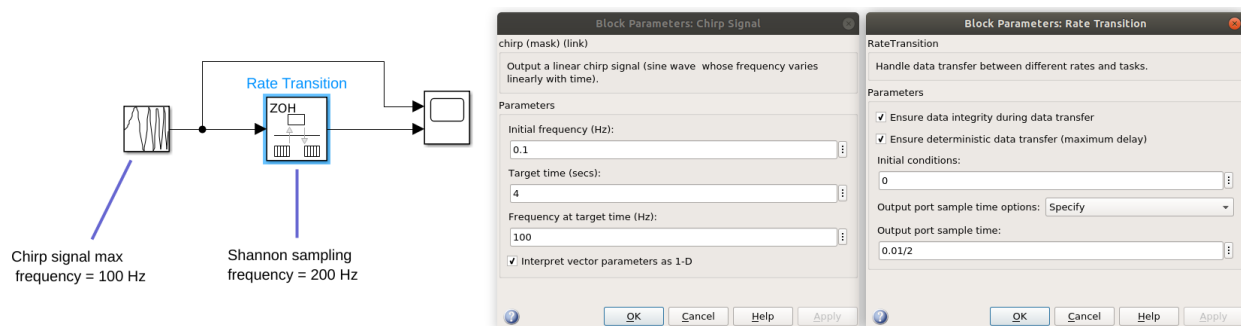 Rate Transition
ZOH
Chirp signal max
frequency = 100 Hz
Shannon sampling
frequency = 200 Hz
Block Parameters: Chirp Signal
chirp (mask) (link)
Output a linear chirp signal (sine wave  whose frequency varies
linearly with time).
Parameters
Initial frequency (Hz):
0.1
Target time (secs):
4
Frequency at target time (Hz):
100
Interpret vector parameters as 1-D
OK
Cancel
Help
Apply
Block Parameters: Rate Transition
RateTransition
Handle data transfer between different rates and tasks.
Parameters
Ensure data integrity during data transfer
Ensure deterministic data transfer (maximum delay)
Initial conditions:
0
Output port sample time options: Specify
Output port sample time:
0.01/2
OK
Cancel
Help
Apply